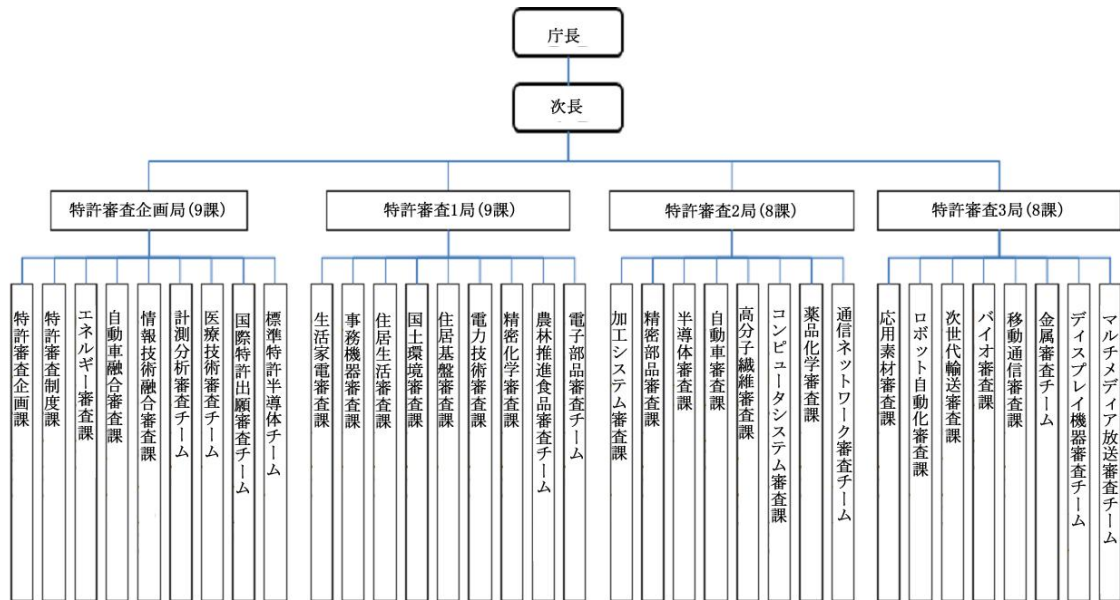 庁長
次長
特許審査企画局(9課)
特許審査1局(9課)
特許審査2局(8課)
特許審査3局(8課)
特許審査企画課
特許審査制度課
エネルギー審査課
自動車融合審査課
情報技術融合審査課
計測分析審査チーム
医療技術審査チーム
国際特許出願審査チーム
標準特許半導体チーム
生活家電審査課
事務機器審査課
住居生活審査課
国土環境審査課
住居基盤審査課
電力技術審査課
精密化学審査課
農林推進食品審査チーム
電子部品審査チーム
加工システム審査課
精密部品審査課
半導体審査課
自動車審査課
高分子繊維審査課
コンピュータシステム審査課
薬品化学審査課
通信ネットワーク審査チーム
応用素材審査課
ロボット自動化審査課
次世代輸送審査課
バイオ審査課
移動通信審査課
金属審査チーム
ディスプレイ機器審査チーム
マルチメディア放送審査チーム